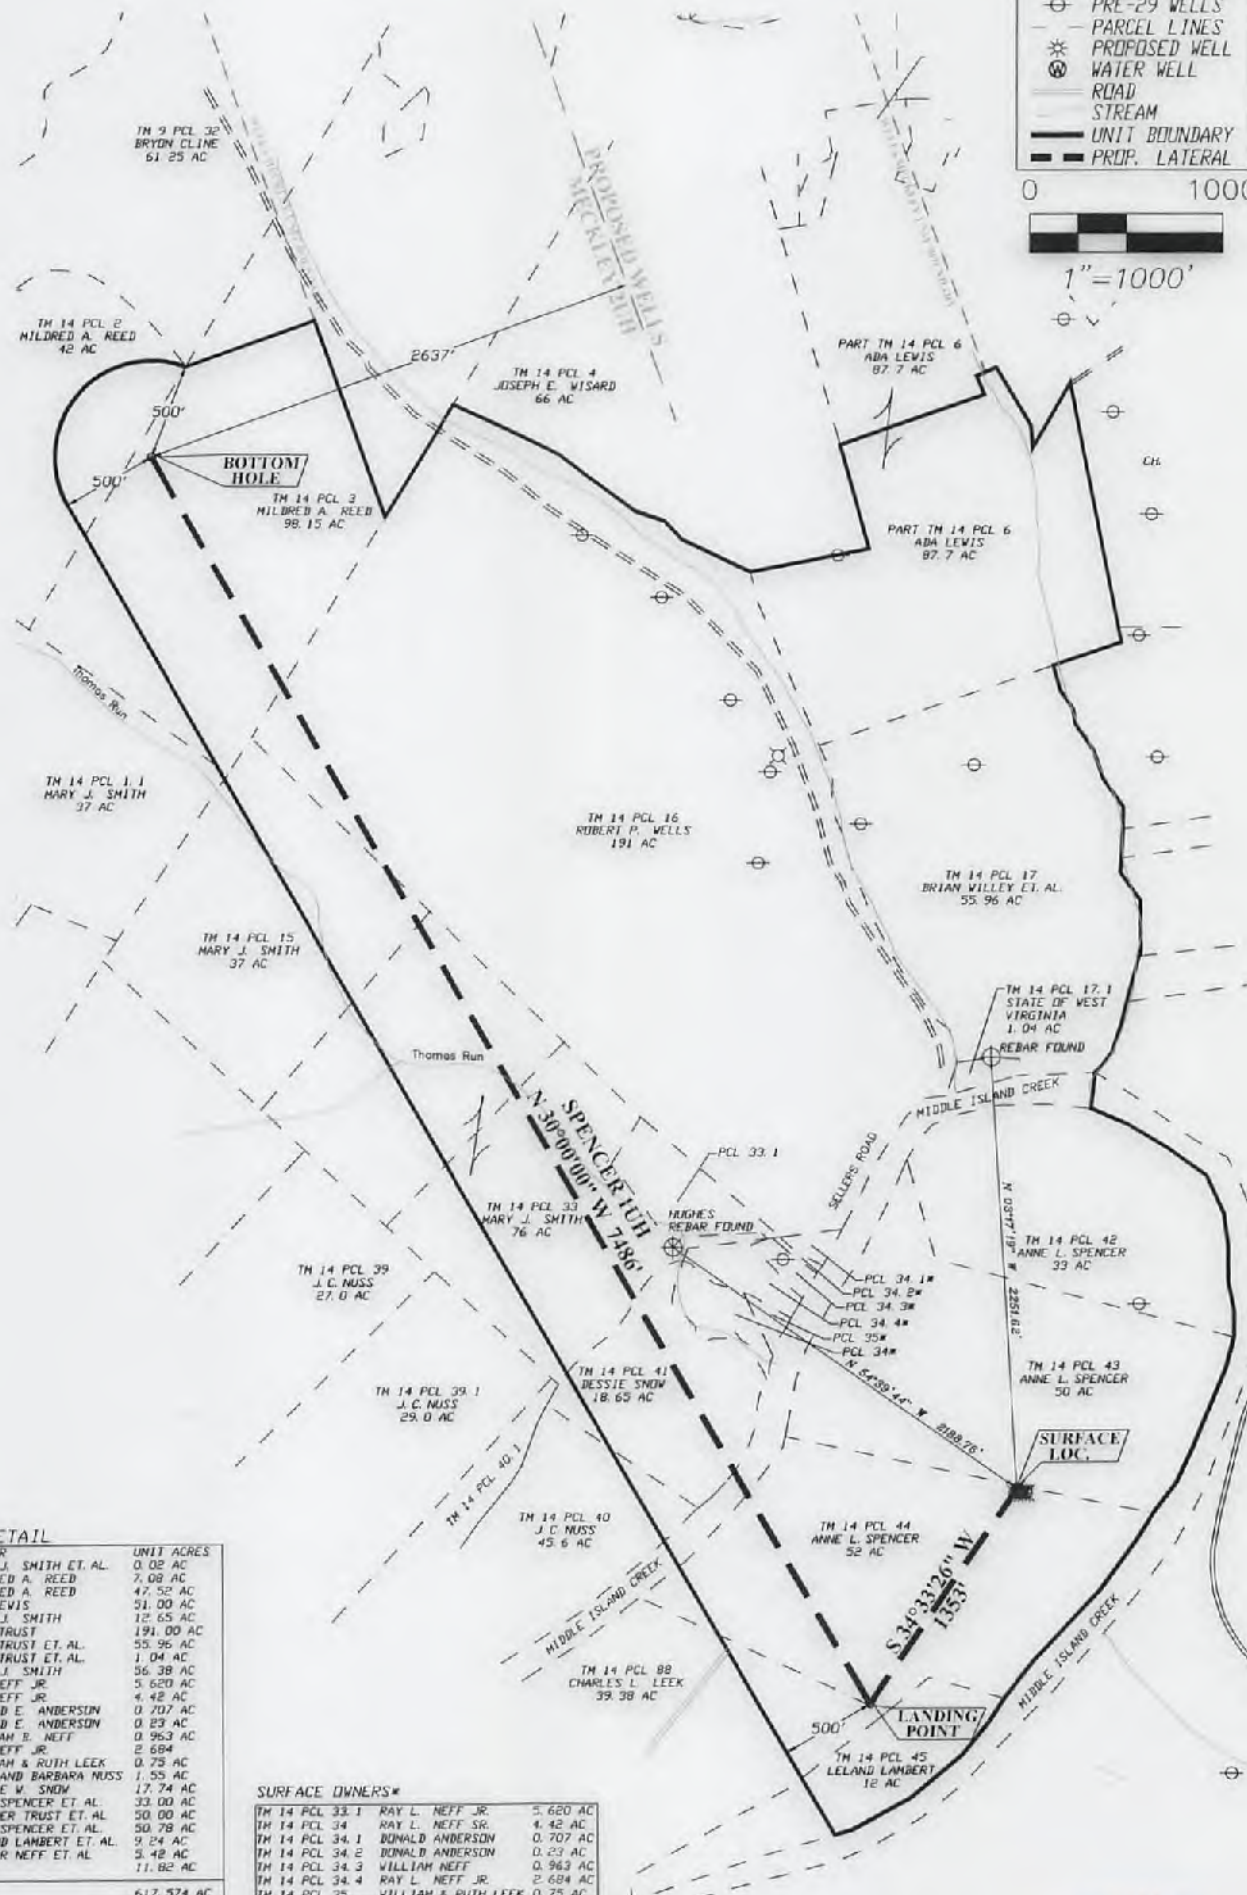 PRE-29 WELLS
PARCEL LINES
PROPOSED WELL
WATER WELL
ROAD
STREAM
UNIT BOUNDARY
PROP. LATERAL
0
1"=1000'
TM 9 PCL 32
BRYON CLINE
61.25 AC
PROPOSED WELLS
MECKLEY 2UH
TM 14 PCL 2
MILDRED A. REED
42 AC
2637'
TM 14 PCL 4
JOSEPH E. WISARD
66 AC
PART TM 14 PCL 6
ADA LEWIS
87.7 AC
500'
500'
BOTTOM
HOLE
TM 14 PCL 3
MILDRED A. REED
98.15 AC
CH.
PART TM 14 PCL 6
ADA LEWIS
87.7 AC
Thomas Run
TM 14 PCL 1.1
MARY J. SMITH
37 AC
TM 14 PCL 16
ROBERT P. WELLS
191 AC
TM 14 PCL 17
BRIAN WILLEY ET. AL.
55.96 AC
TM 14 PCL 15
MARY J. SMITH
37 AC
TM 14 PCL 17.1
STATE OF WEST
VIRGINIA
1.04 AC
REBAR FOUND
Thomas Run
MIDDLE ISLAND CREEK
SPENCER 1UH
N 30°00'00" W 7486'
PCL 33.1
SELLERS ROAD
TM 14 PCL 33
MARY J. SMITH
76 AC
HUGHES
REBAR FOUND
N 03°17'19" W 2251.62'
TM 14 PCL 42
ANNE L. SPENCER
33 AC
TM 14 PCL 39
J.C. NUSS
27.0 AC
PCL 34.1*
PCL 34.2*
PCL 34.3*
PCL 34.4*
PCL 35*
PCL 34*
N 54°39'44" W 2188.76'
TM 14 PCL 41
DESSIE SNOW
18.65 AC
TM 14 PCL 43
ANNE L. SPENCER
50 AC
TM 14 PCL 39.1
J.C. NUSS
29.0 AC
SURFACE
LOC.
TM 14 PCL 40.1
TM 14 PCL 40
J.C. NUSS
45.6 AC
TM 14 PCL 44
ANNE L. SPENCER
52 AC
S 34°33'26" W
1353'
MIDDLE ISLAND CREEK
MIDDLE ISLAND CREEK
TM 14 PCL 88
CHARLES L. LEEK
39.38 AC
LANDING
POINT
500'
TM 14 PCL 45
LELAND LAMBERT
12 AC
ETAIL
R UNIT ACRES
J. SMITH ET. AL. 0.02 AC
ED A. REED 7.08 AC
ED A. REED 47.52 AC
EWIS 51.00 AC
J. SMITH 12.65 AC
TRUST 191.00 AC
TRUST ET. AL. 55.96 AC
TRUST ET. AL. 1.04 AC
J. SMITH 56.38 AC
EFF JR. 5.620 AC
EFF JR. 4.42 AC
D E. ANDERSON 0.707 AC
D E. ANDERSON 0.23 AC
AM B. NEFF 0.963 AC
EFF JR. 2.684
AM & RUTH LEEK 0.75 AC
AND BARBARA NUSS 1.55 AC
E W. SNOW 17.74 AC
SPENCER ET. AL. 33.00 AC
ER TRUST ET. AL 50.00 AC
SPENCER ET. AL. 50.78 AC
D LAMBERT ET. AL. 9.24 AC
R NEFF ET. AL 5.42 AC
11.82 AC
617.574 AC
SURFACE OWNERS*
TM 14 PCL 33.1 RAY L. NEFF JR. 5.620 AC
TM 14 PCL 34 RAY L. NEFF SR. 4.42 AC
TM 14 PCL 34.1 DONALD ANDERSON 0.707 AC
TM 14 PCL 34.2 DONALD ANDERSON 0.23 AC
TM 14 PCL 34.3 WILLIAM NEFF 0.963 AC
TM 14 PCL 34.4 RAY L. NEFF JR. 2.684 AC
TM 14 PCL 35 WILLIAM & RUTH LEEK 0.75 AC